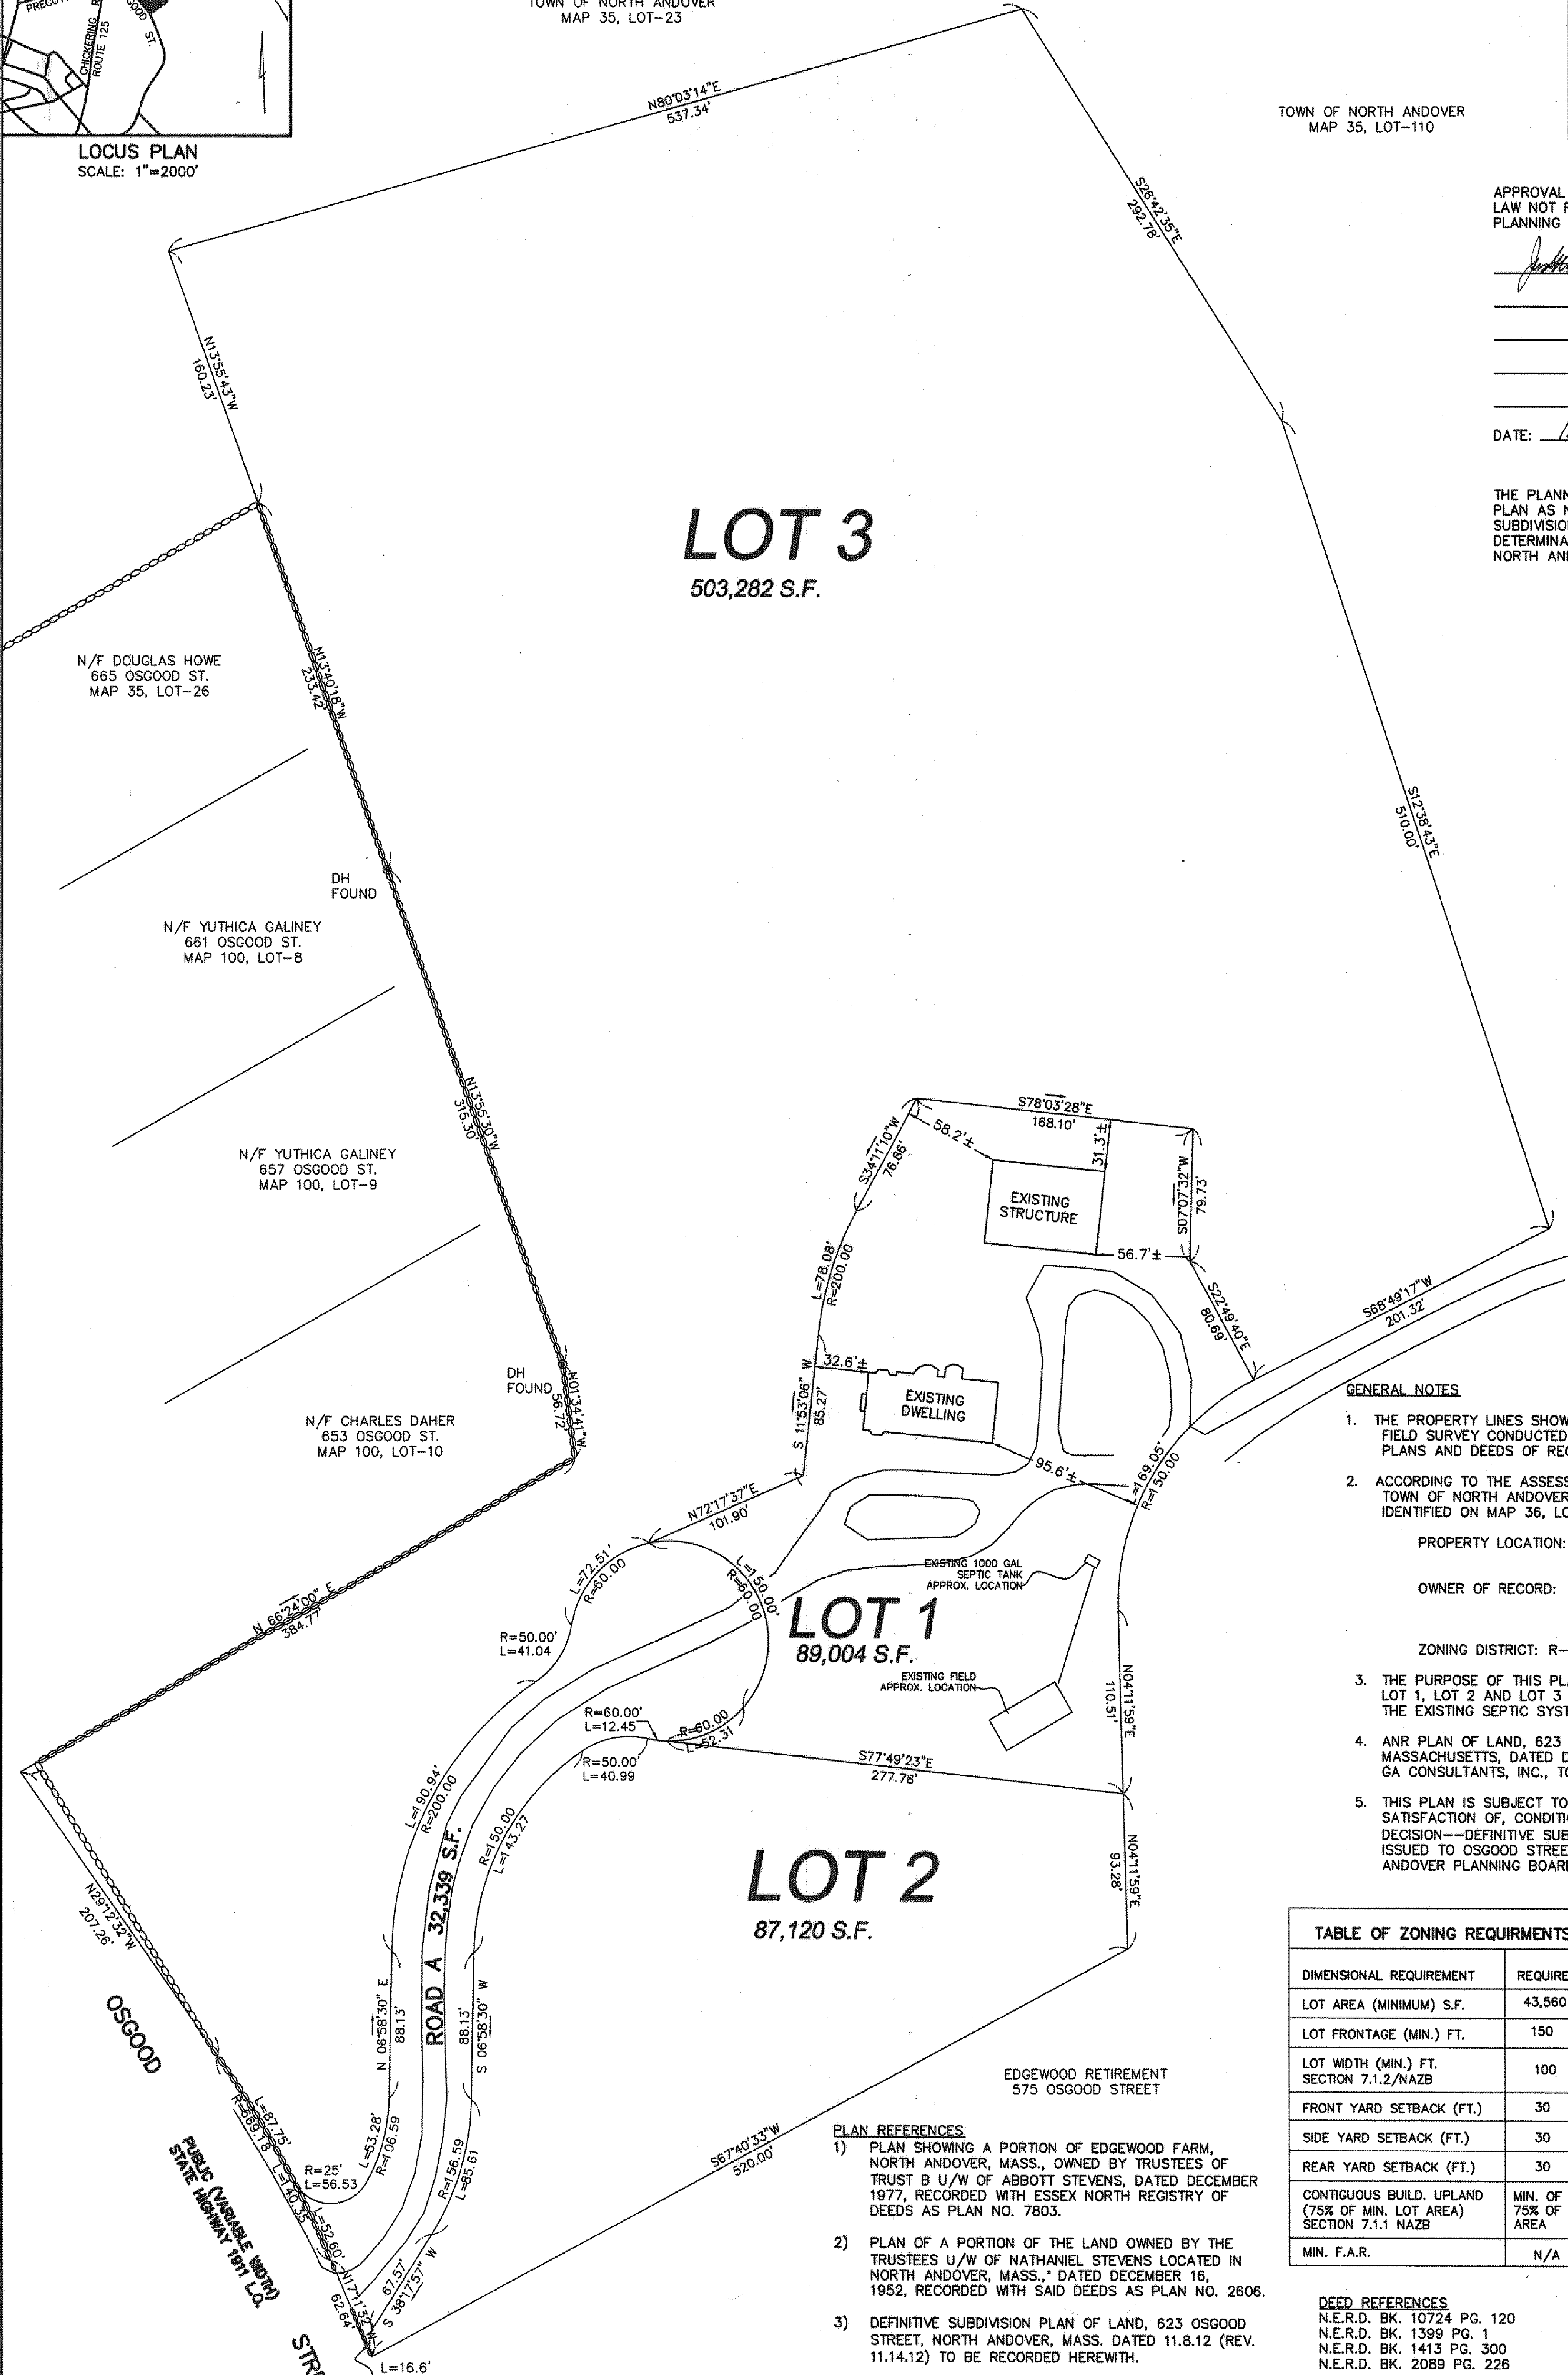 PRECOT
CHICKERING R
ROUTE 125
GOOD ST.
LOCUS PLAN
SCALE: 1"=2000'
TOWN OF NORTH ANDOVER
MAP 35, LOT-23
N80°03'14"E
537.34'
TOWN OF NORTH ANDOVER
MAP 35, LOT-110
S26°42'35"E
292.78'
APPROVAL
LAW NOT
PLANNING
DATE:
THE PLANN
PLAN AS N
SUBDIVISION
DETERMINA
NORTH AN
N13°55'43"W
160.23'
LOT 3
503,282 S.F.
N/F DOUGLAS HOWE
665 OSGOOD ST.
MAP 35, LOT-26
N13°40'18"W
233.42'
S12°38'43"E
510.00'
DH
FOUND
N/F YUTHICA GALINEY
661 OSGOOD ST.
MAP 100, LOT-8
N13°55'30"W
315.30'
N/F YUTHICA GALINEY
657 OSGOOD ST.
MAP 100, LOT-9
S78°03'28"E
168.10'
S34°11'10"W
76.86'
58.2'±
31.3'±
EXISTING
STRUCTURE
S07°07'32"W
79.73'
56.7'±
L=78.08'
R=200.00
S22°49'40"E
80.69'
S68°49'17"W
201.32'
DH
FOUND
N01°34'41"W
56.72'
32.6'±
EXISTING
DWELLING
S 11°53'06" W
85.27'
95.6'±
L=169.05'
R=150.00
N/F CHARLES DAHER
653 OSGOOD ST.
MAP 100, LOT-10
N72°17'37"E
101.90'
L=72.51'
R=60.00
L=150.00'
R=60.00
EXISTING 1000 GAL
SEPTIC TANK
APPROX. LOCATION
LOT 1
89,004 S.F.
EXISTING FIELD
APPROX. LOCATION
N04°11'59"E
110.51'
N 66°24'00" E
384.77'
R=50.00'
L=41.04
R=60.00'
L=12.45
R=60.00
L=52.31
R=50.00'
L=40.99
S77°49'23"E
277.78'
L=190.94'
R=200.00
R=150.00
L=143.27
LOT 2
87,120 S.F.
N04°11'59"E
93.28'
ROAD A 32,339 S.F.
N29°12'32"W
207.26'
N 06°58'30" E
88.13'
88.13'
S 06°58'30" W
OSGOOD
EDGEWOOD RETIREMENT
575 OSGOOD STREET
S67°40'33"W
520.00'
L=87.75'
R=669.18
L=140.35
L=53.28'
R=106.59
R=156.59
L=85.61
R=25'
L=56.53
L=52.60'
PUBLIC (VARIABLE WIDTH)
STATE HIGHWAY 1911 L.O.
N17°11'32"W
62.64'
67.57'
S 38°17'57" W
STRE
L=16.6'
PLAN REFERENCES
1) PLAN SHOWING A PORTION OF EDGEWOOD FARM,
NORTH ANDOVER, MASS., OWNED BY TRUSTEES OF
TRUST B U/W OF ABBOTT STEVENS, DATED DECEMBER
1977, RECORDED WITH ESSEX NORTH REGISTRY OF
DEEDS AS PLAN NO. 7803.
2) PLAN OF A PORTION OF THE LAND OWNED BY THE
TRUSTEES U/W OF NATHANIEL STEVENS LOCATED IN
NORTH ANDOVER, MASS.," DATED DECEMBER 16,
1952, RECORDED WITH SAID DEEDS AS PLAN NO. 2606.
3) DEFINITIVE SUBDIVISION PLAN OF LAND, 623 OSGOOD
STREET, NORTH ANDOVER, MASS. DATED 11.8.12 (REV.
11.14.12) TO BE RECORDED HEREWITH.
GENERAL NOTES
1. THE PROPERTY LINES SHOW
FIELD SURVEY CONDUCTED
PLANS AND DEEDS OF REC
2. ACCORDING TO THE ASSESS
TOWN OF NORTH ANDOVER
IDENTIFIED ON MAP 36, LO
PROPERTY LOCATION:
OWNER OF RECORD:
ZONING DISTRICT: R-
3. THE PURPOSE OF THIS PL
LOT 1, LOT 2 AND LOT 3
THE EXISTING SEPTIC SYST
4. ANR PLAN OF LAND, 623
MASSACHUSETTS, DATED D
GA CONSULTANTS, INC., TO
5. THIS PLAN IS SUBJECT TO
SATISFACTION OF, CONDITI
DECISION--DEFINITIVE SUB
ISSUED TO OSGOOD STREE
ANDOVER PLANNING BOAR
TABLE OF ZONING REQUIRMENTS
DIMENSIONAL REQUIREMENT REQUIRE
LOT AREA (MINIMUM) S.F. 43,560
LOT FRONTAGE (MIN.) FT. 150
LOT WIDTH (MIN.) FT.
SECTION 7.1.2/NAZB 100
FRONT YARD SETBACK (FT.) 30
SIDE YARD SETBACK (FT.) 30
REAR YARD SETBACK (FT.) 30
CONTIGUOUS BUILD. UPLAND MIN. OF
(75% OF MIN. LOT AREA) 75% OF
SECTION 7.1.1 NAZB AREA
MIN. F.A.R. N/A
DEED REFERENCES
N.E.R.D. BK. 10724 PG. 120
N.E.R.D. BK. 1399 PG. 1
N.E.R.D. BK. 1413 PG. 300
N.E.R.D. BK. 2089 PG. 226